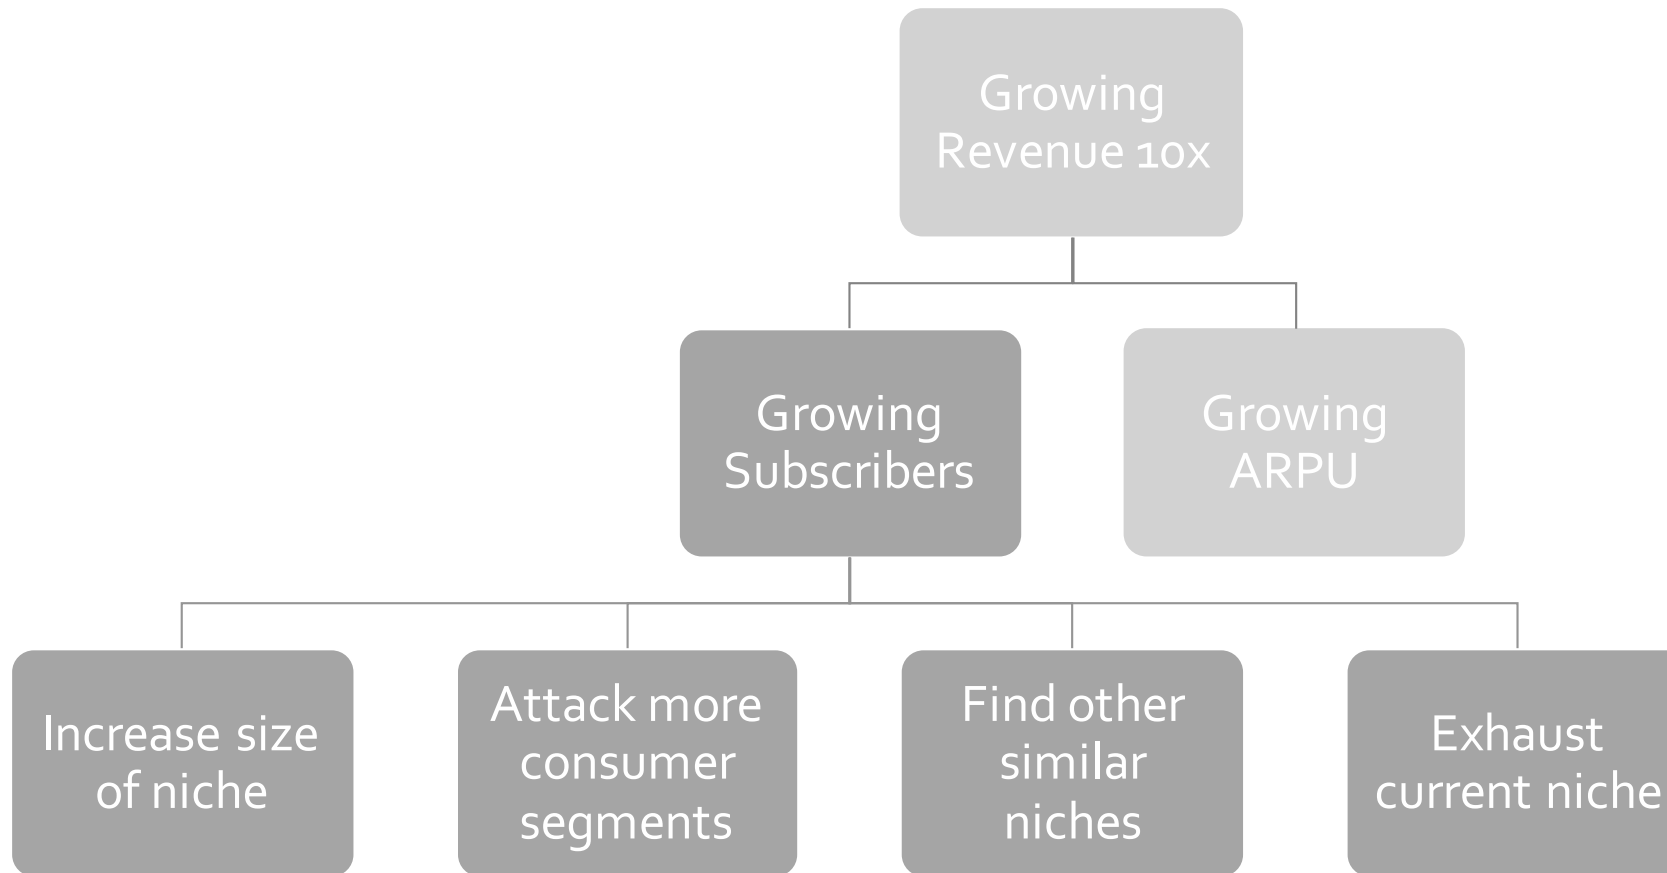 Growing
Revenue 10x
Growing
Subscribers
Growing
ARPU
Increase size
of niche
Attack more
consumer
segments
Find other
similar
niches
Exhaust
current niche